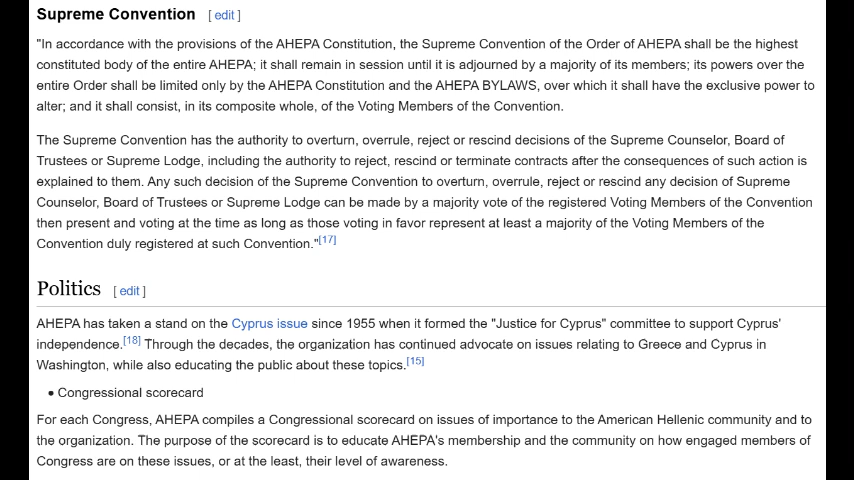 Supreme Convention [ edit ]
"In accordance with the provisions of the AHEPA Constitution, the Supreme Convention of the Order of AHEPA shall be the highest
constituted body of the entire AHEPA; it shall remain in session until it is adjourned by a majority of its members; its powers over the
entire Order shall be limited only by the AHEPA Constitution and the AHEPA BYLAWS, over which it shall have the exclusive power to
alter; and it shall consist, in its composite whole, of the Voting Members of the Convention.
The Supreme Convention has the authority to overturn, overrule, reject or rescind decisions of the Supreme Counselor, Board of
Trustees or Supreme Lodge, including the authority to reject, rescind or terminate contracts after the consequences of such action is
explained to them. Any such decision of the Supreme Convention to overturn, overrule, reject or rescind any decision of Supreme
Counselor, Board of Trustees or Supreme Lodge can be made by a majority vote of the registered Voting Members of the Convention
then present and voting at the time as long as those voting in favor represent at least a majority of the Voting Members of the
Convention duly registered at such Convention."[17]
Politics [ edit ]
AHEPA has taken a stand on the Cyprus issue since 1955 when it formed the "Justice for Cyprus" committee to support Cyprus'
independence.[18] Through the decades, the organization has continued advocate on issues relating to Greece and Cyprus in
Washington, while also educating the public about these topics.[15]
• Congressional scorecard
For each Congress, AHEPA compiles a Congressional scorecard on issues of importance to the American Hellenic community and to
the organization. The purpose of the scorecard is to educate AHEPA's membership and the community on how engaged members of
Congress are on these issues, or at the least, their level of awareness.